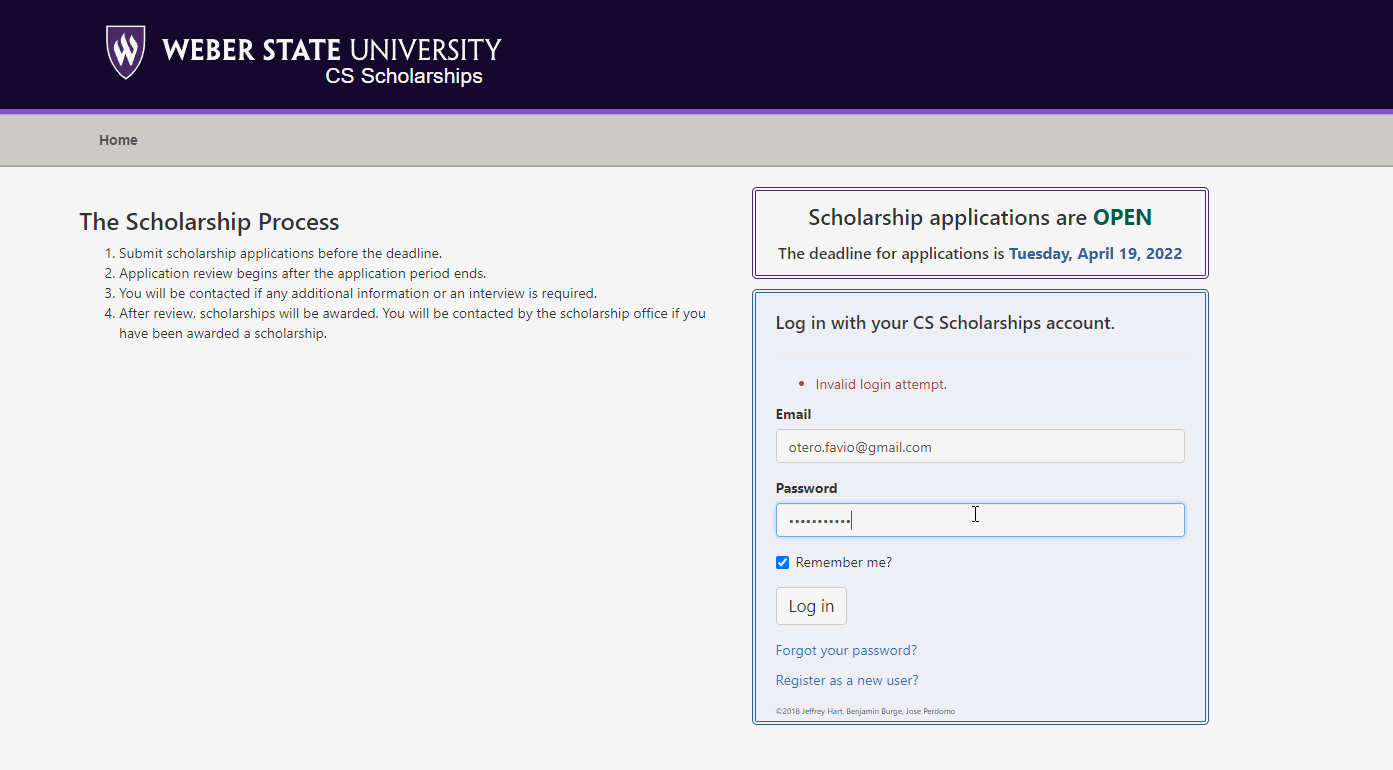 WEBER STATE UNIVERSITY
CS Scholarships
Home
The Scholarship Process
1. Submit scholarship applications before the deadline.
2. Application review begins after the application period ends.
3. You will be contacted if any additional information or an interview is required.
4. After review, scholarships will be awarded. You will be contacted by the scholarship office if you
have been awarded a scholarship.
Scholarship applications are OPEN
The deadline for applications is Tuesday, April 19, 2022
Log in with your CS Scholarships account.
• Invalid login attempt.
Email
otero.favio@gmail.com
Password
•••••••••••
Remember me?
Log in
Forgot your password?
Register as a new user?
©2018 Jeffrey Hart, Benjamin Burge, Jose Perdomo